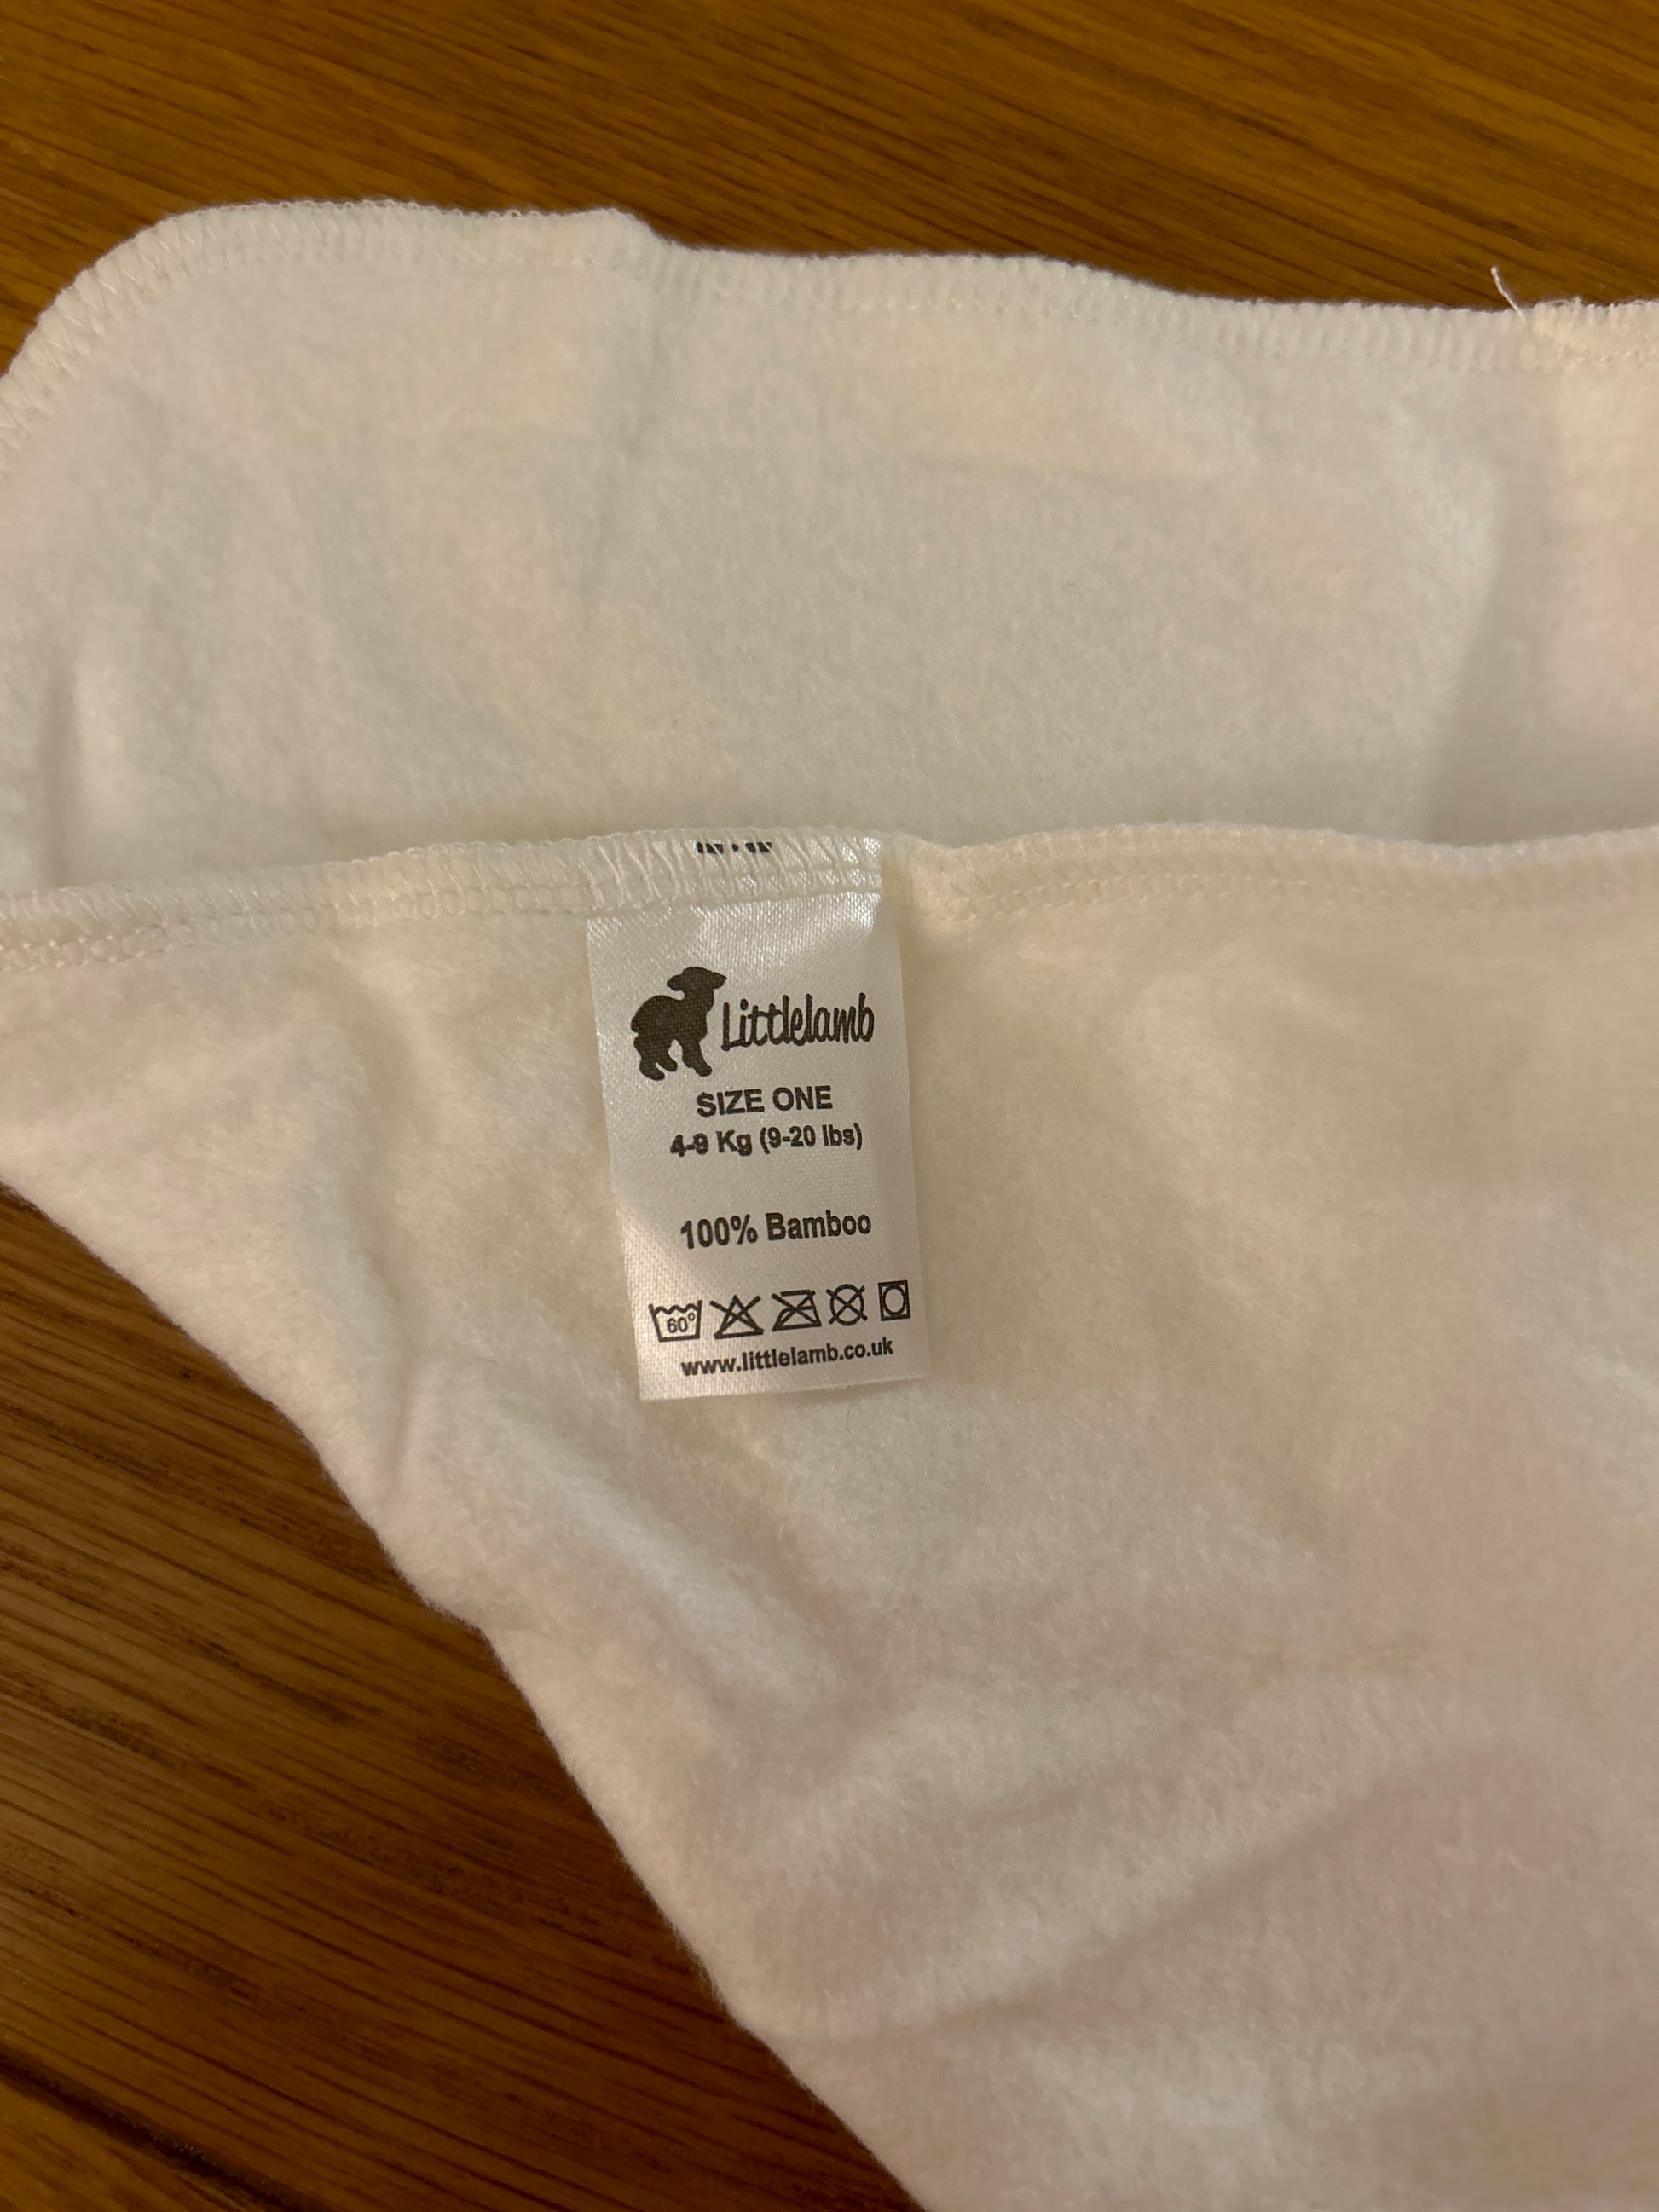 Littlelamb
SIZE ONE
4-9 Kg (9-20 lbs)
100% Bamboo
60°
www.littlelamb.co.uk